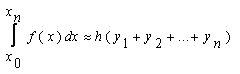 ∫_{x_0}^{x_n} f(x)dx ≈ h(y_1 + y_2 + ... + y_n)